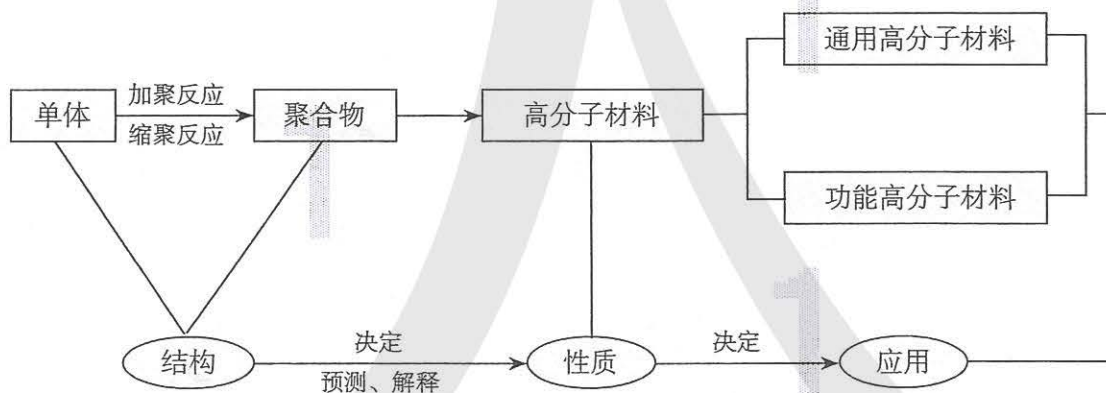 通用高分子材料
单体
加聚反应
缩聚反应
聚合物
高分子材料
功能高分子材料
结构
决定
预测、解释
性质
决定
应用